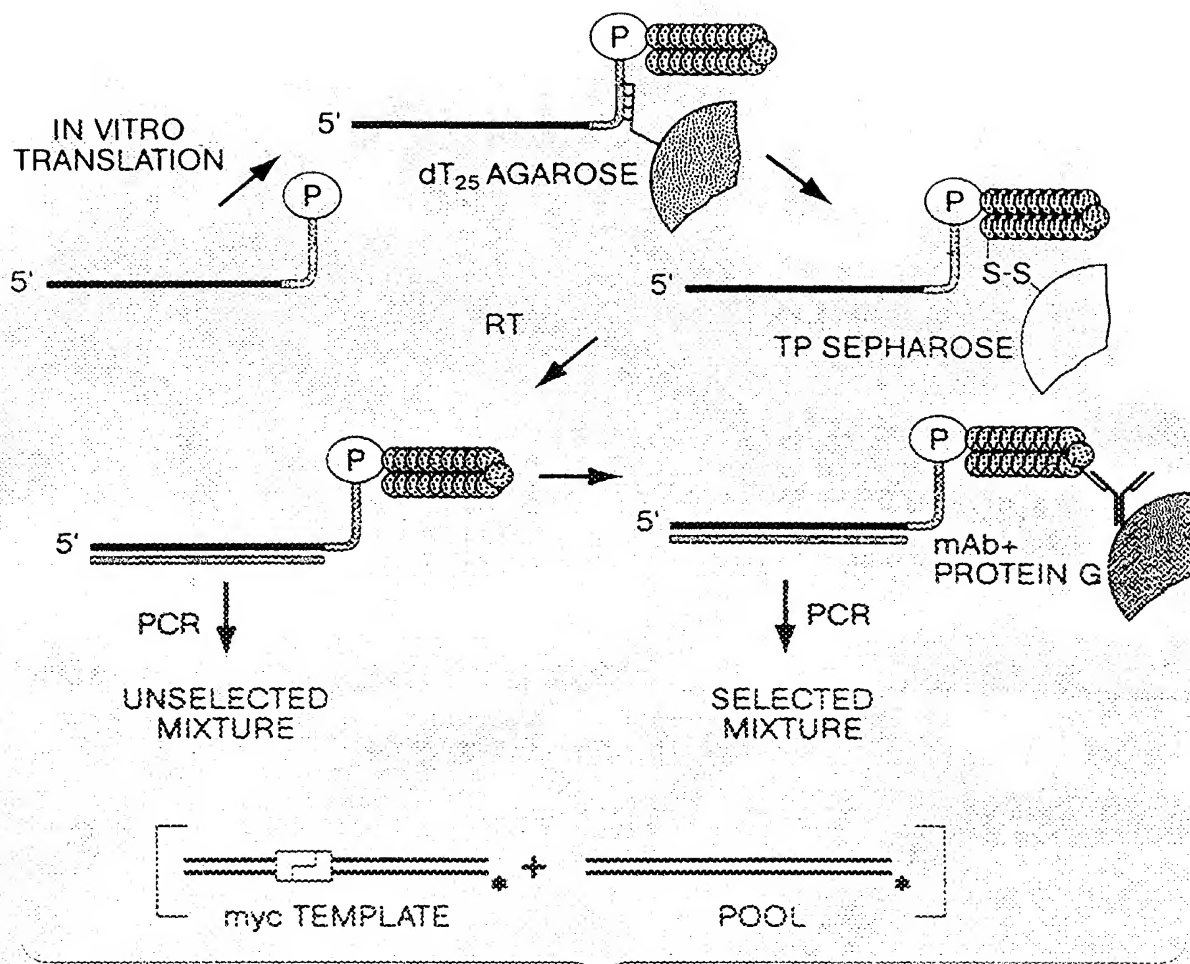 P
IN VITRO
TRANSLATION
5'
dT₂₅ AGAROSE
P
5'
P
5'
S-S
TP SEPHAROSE
RT
P
5'
P
5'
mAb+
PROTEIN G
PCR
UNSELECTED
MIXTURE
PCR
SELECTED
MIXTURE
+
* *
myc TEMPLATE
POOL